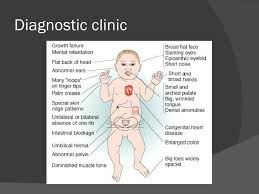 Diagnostic clinic
Growth failure
Mental retardation
Flat back of head
Abnormal ears
Many "loops"
on finger tips
Palm crease
Special skin
ridge patterns
Unilateral or bilateral
absence of one rib
Intestinal blockage
Umbilical hernia
Abnormal pelvis
Diminished muscle tone
Broad flat face
Slanting eyes
Epicanthic eyefold
Short nose
Short and
broad hands
Small and
arched palate
Big, wrinkled
tongue
Dental anomalies
Congenital heart
disease
Enlarged colon
Big toes widely
spaced